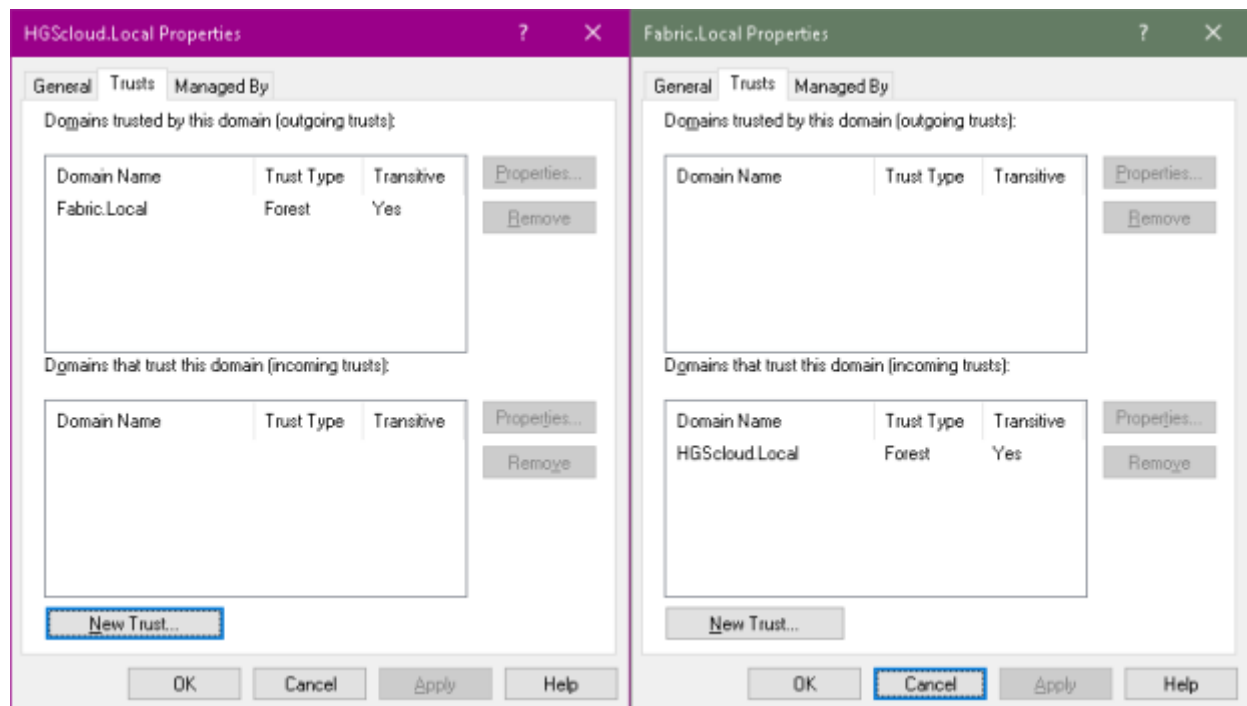 HGScloud.Local Properties ? ×
General Trusts Managed By
Domains trusted by this domain (outgoing trusts):
Domain Name Trust Type Transitive
Fabric.Local Forest Yes
Properties...
Remove
Domains that trust this domain (incoming trusts):
Domain Name Trust Type Transitive
Properties...
Remove
New Trust...
OK Cancel Apply Help
Fabric.Local Properties ? ×
General Trusts Managed By
Domains trusted by this domain (outgoing trusts):
Domain Name Trust Type Transitive
Properties...
Remove
Domains that trust this domain (incoming trusts):
Domain Name Trust Type Transitive
HGScloud.Local Forest Yes
Properties...
Remove
New Trust...
OK Cancel Apply Help